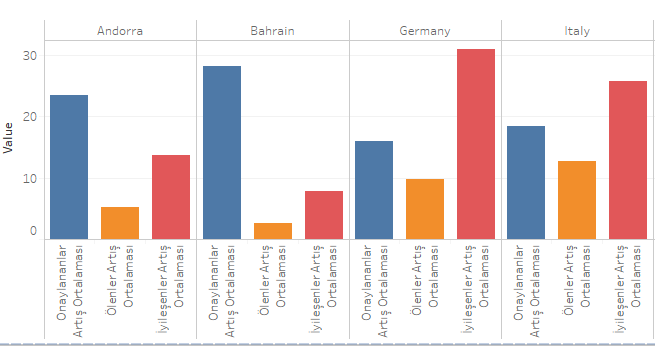 Andorra
Bahrain
Germany
Italy
Value
30
20
10
0
Onaylananlar
Artış Ortalaması
Ölenler Artış
Ortalaması
İyileşenler Artış
Ortalaması
Onaylananlar
Artış Ortalaması
Ölenler Artış
Ortalaması
İyileşenler Artış
Ortalaması
Onaylananlar
Artış Ortalaması
Ölenler Artış
Ortalaması
İyileşenler Artış
Ortalaması
Onaylananlar
Artış Ortalaması
Ölenler Artış
Ortalaması
İyileşenler Artış
Ortalaması